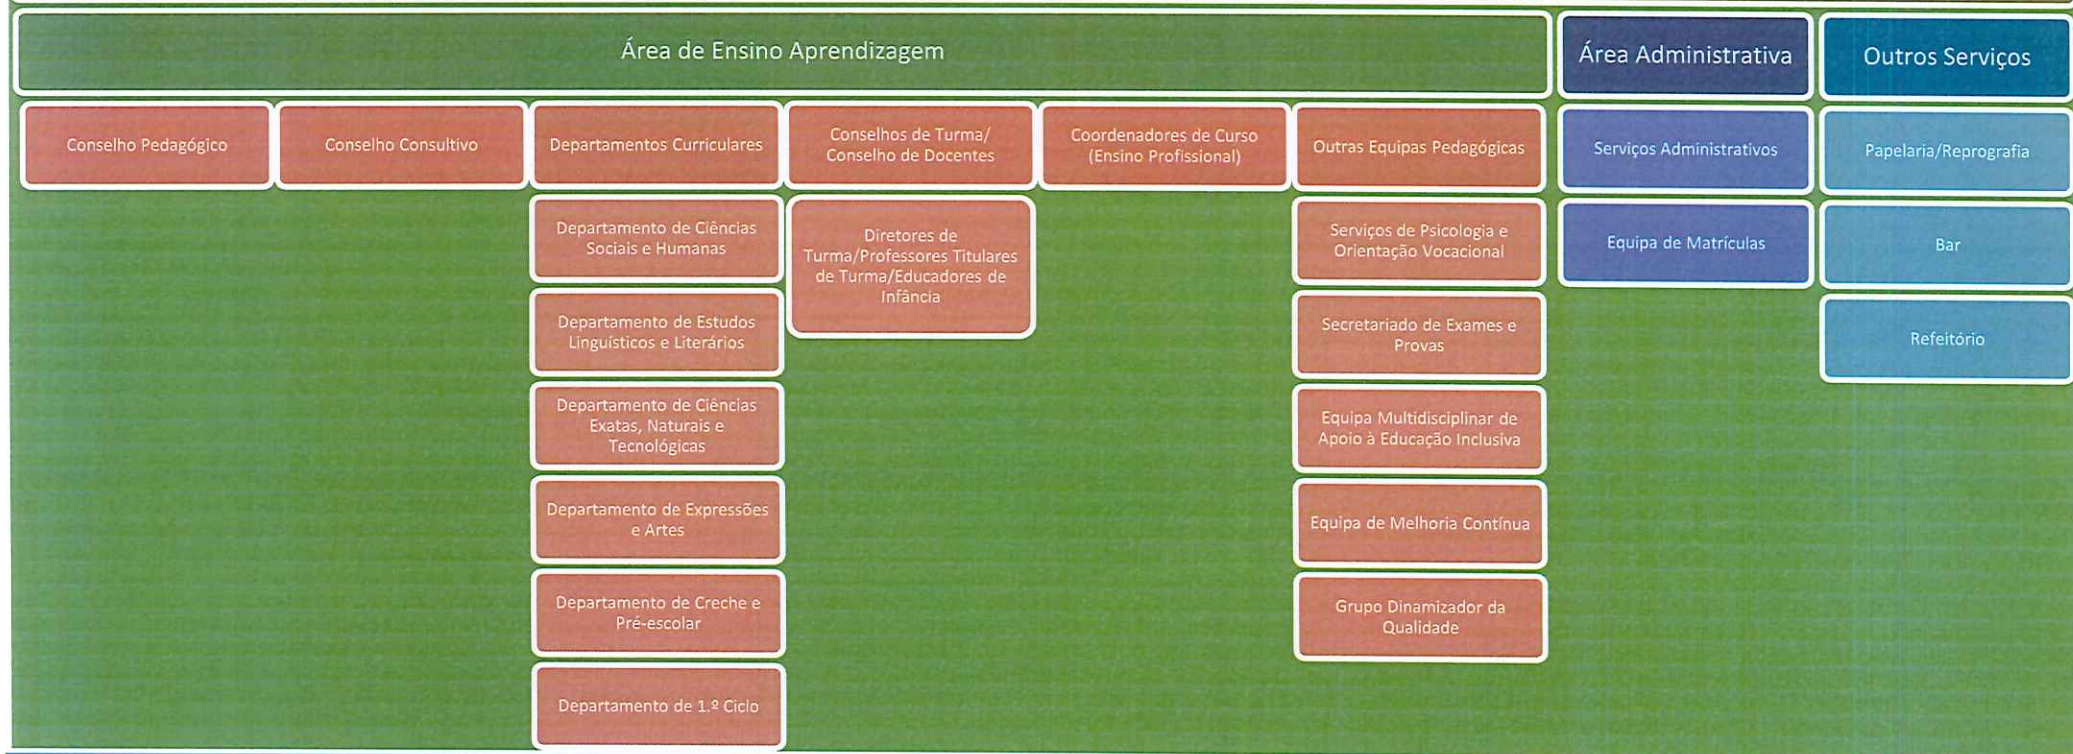 Área de Ensino Aprendizagem
Área Administrativa
Outros Serviços
Conselho Pedagógico
Conselho Consultivo
Departamentos Curriculares
Conselhos de Turma/
Conselho de Docentes
Coordenadores de Curso
(Ensino Profissional)
Outras Equipas Pedagógicas
Serviços Administrativos
Papelaria/Reprografia
Departamento de Ciências
Sociais e Humanas
Departamento de Estudos
Linguísticos e Literários
Departamento de Ciências
Exatas, Naturais e
Tecnológicas
Departamento de Expressões
e Artes
Departamento de Creche e
Pré-escolar
Departamento de 1.º Ciclo
Diretores de
Turma/Professores Titulares
de Turma/Educadores de
Infância
Serviços de Psicologia e
Orientação Vocacional
Secretariado de Exames e
Provas
Equipa Multidisciplinar de
Apoio à Educação Inclusiva
Equipa de Melhoria Contínua
Grupo Dinamizador da
Qualidade
Equipa de Matrículas
Bar
Refeitório